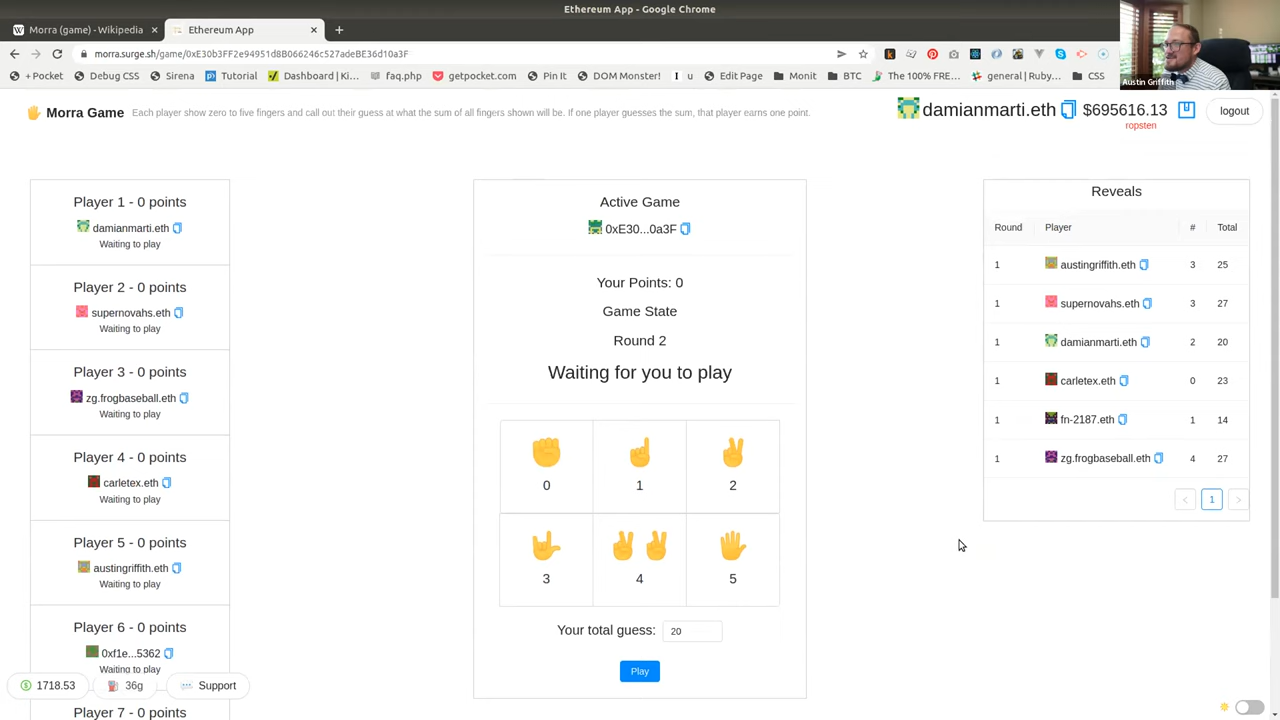 Ethereum App - Google Chrome
Morra (game) - Wikipedia
Ethereum App
morra.surge.sh/game/0xE30b3FF2e94951d8B066246c527adeBE36d10a3F
+ Pocket
Debug CSS
Sirena
Tutorial
Dashboard | Ki...
faq.php
getpocket.com
Pin It
DOM Monster!
Edit Page
Monit
BTC
The 100% FRE...
general | Ruby...
CSS
Austin Griffith
Morra Game
Each player show zero to five fingers and call out their guess at what the sum of all fingers shown will be. If one player guesses the sum, that player earns one point.
damianmarti.eth
$695616.13
ropsten
logout
Player 1 - 0 points
damianmarti.eth
Waiting to play
Player 2 - 0 points
supernovahs.eth
Waiting to play
Player 3 - 0 points
zg.frogbaseball.eth
Waiting to play
Player 4 - 0 points
carletex.eth
Waiting to play
Player 5 - 0 points
austingriffith.eth
Waiting to play
Player 6 - 0 points
0xf1e...5362
Waiting to play
Player 7 - 0 points
1718.53
36g
Support
Active Game
0xE30...0a3F
Your Points: 0
Game State
Round 2
Waiting for you to play
0
1
2
3
4
5
Your total guess: 20
Play
Reveals
Round Player # Total
1 austingriffith.eth 3 25
1 supernovahs.eth 3 27
1 damianmarti.eth 2 20
1 carletex.eth 0 23
1 fn-2187.eth 1 14
1 zg.frogbaseball.eth 4 27
1